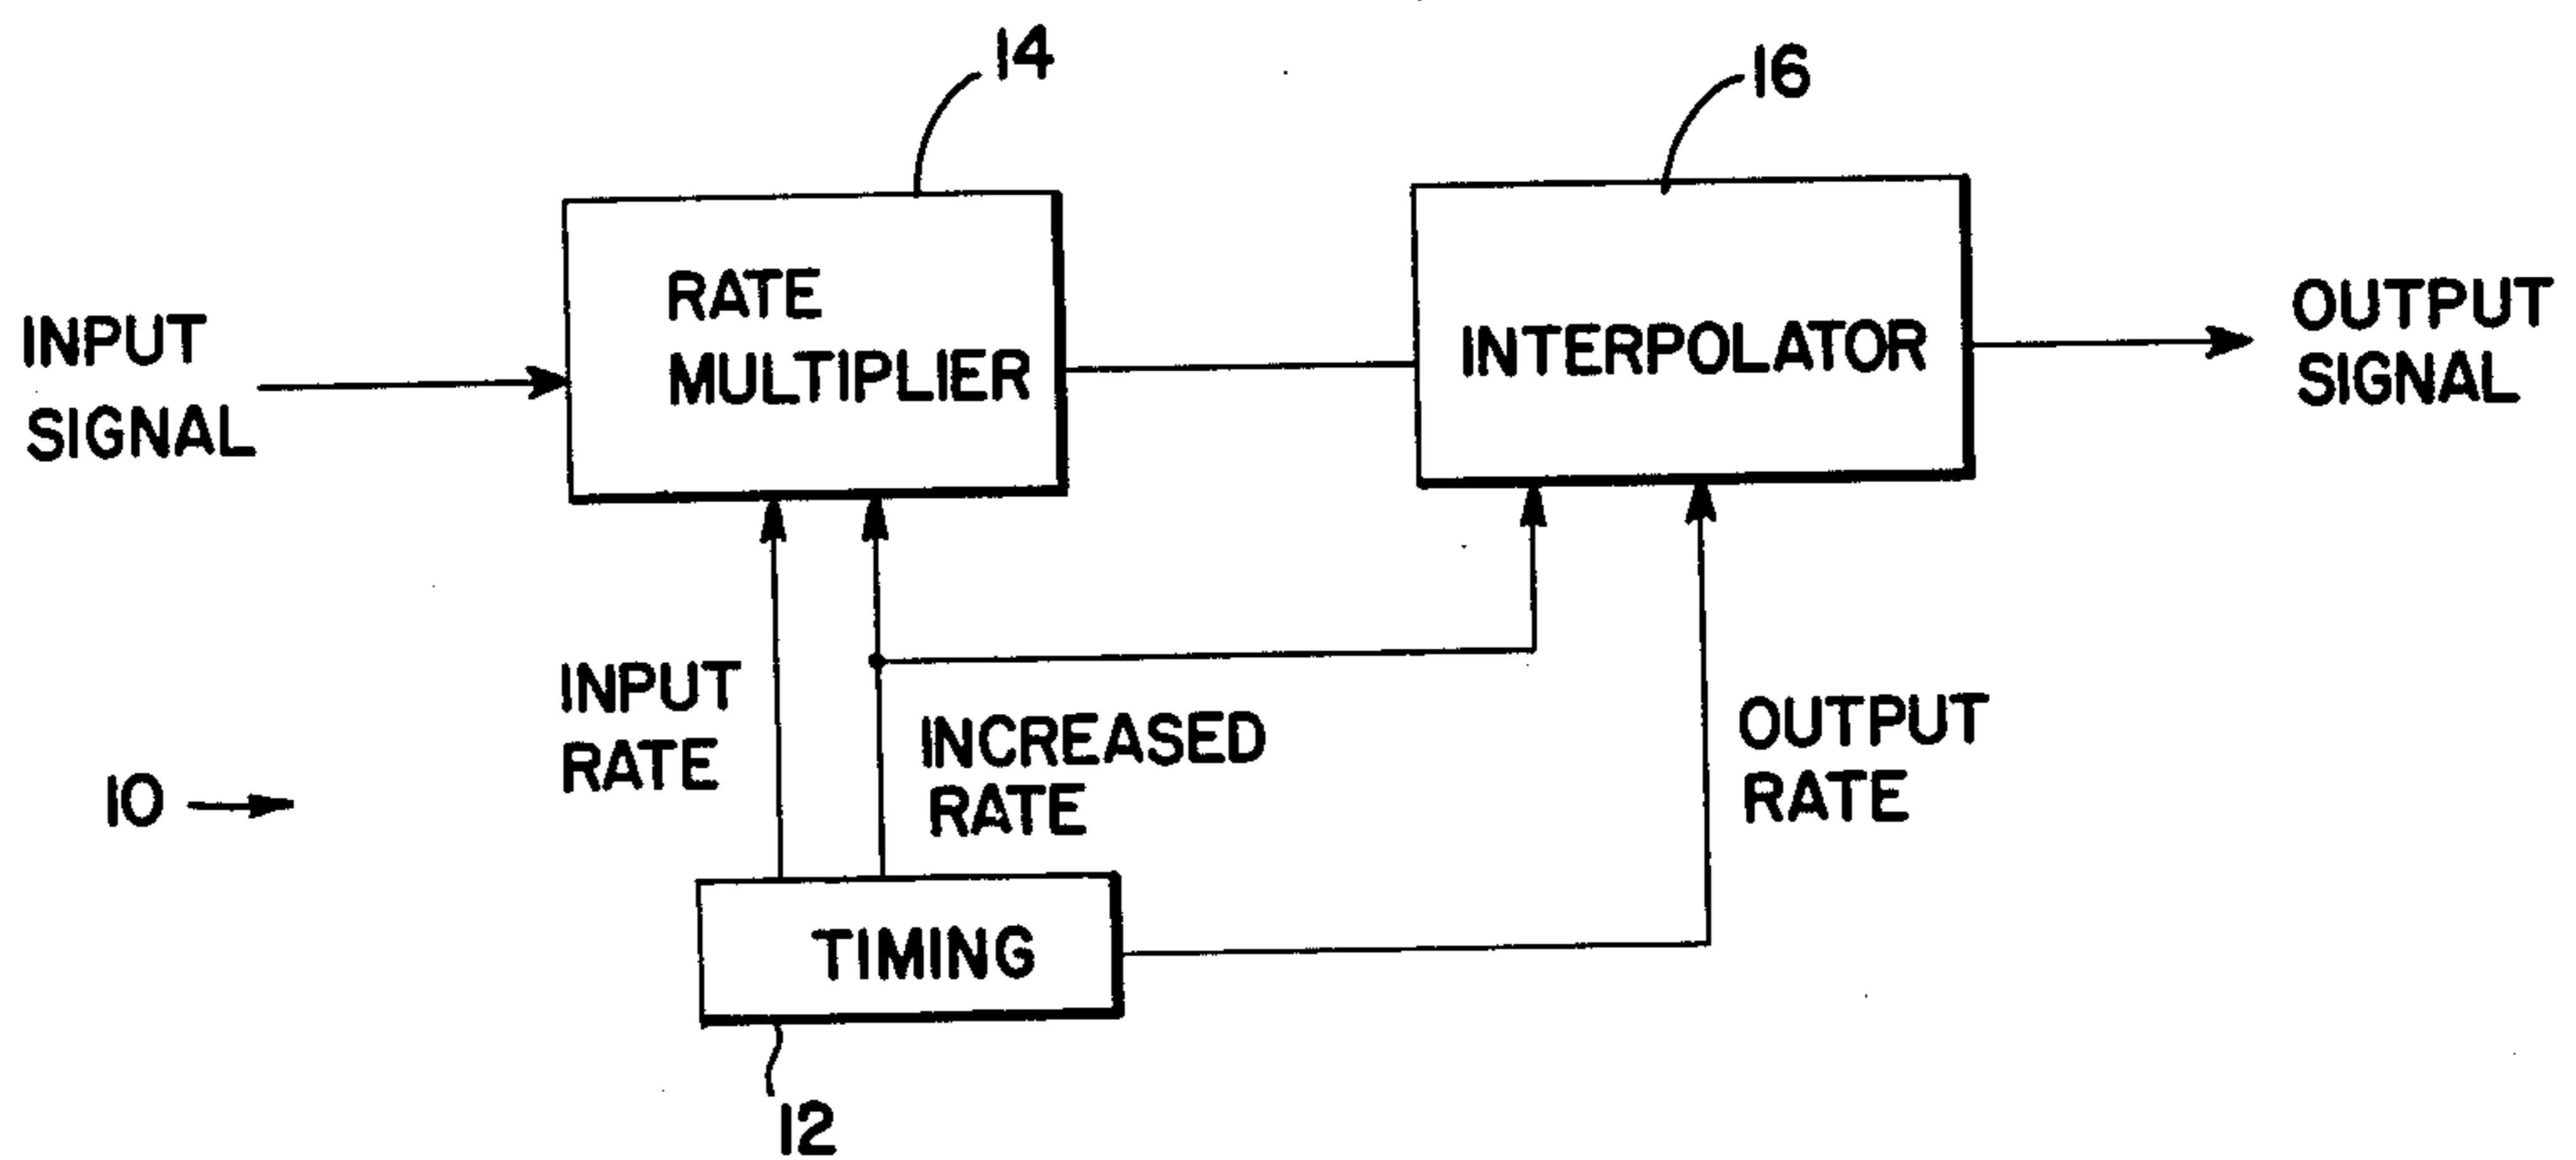 14
16
INPUT
SIGNAL
RATE
MULTIPLIER
INTERPOLATOR
OUTPUT
SIGNAL
INPUT
RATE
INCREASED
RATE
OUTPUT
RATE
10
TIMING
12